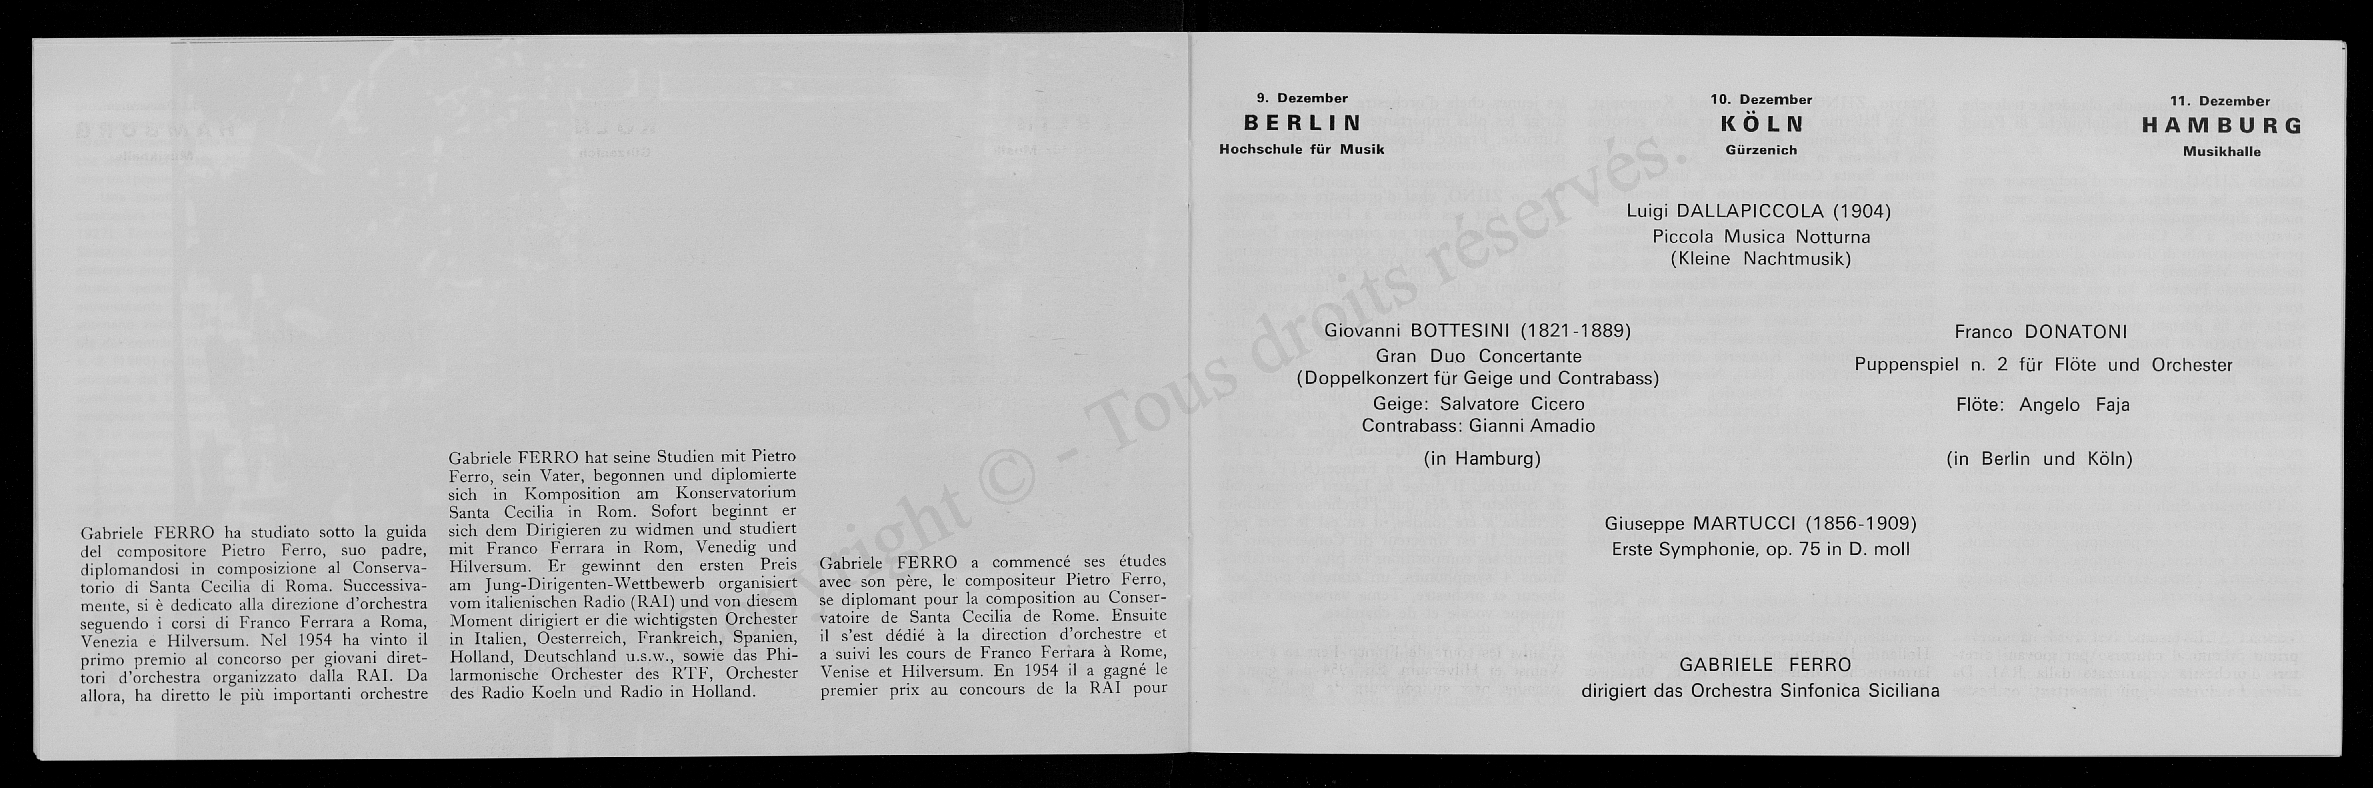 Gabriele FERRO ha studiato sotto la guida
del compositore Pietro Ferro, suo padre,
diplomandosi in composizione al Conserva-
torio di Santa Cecilia di Roma. Successiva-
mente, si è dedicato alla direzione d'orchestra
seguendo i corsi di Franco Ferrara a Roma,
Venezia e Hilversum. Nel 1954 ha vinto il
primo premio al concorso per giovani diret-
tori d'orchestra organizzato dalla RAI. Da
allora, ha diretto le più importanti orchestre
Gabriele FERRO hat seine Studien mit Pietro
Ferro, sein Vater, begonnen und diplomierte
sich in Komposition am Konservatorium
Santa Cecilia in Rom. Sofort beginnt er
sich dem Dirigieren zu widmen und studiert
mit Franco Ferrara in Rom, Venedig und
Hilversum. Er gewinnt den ersten Preis
am Jung-Dirigenten-Wettbewerb organisiert
vom italienischen Radio (RAI) und von diesem
Moment dirigiert er die wichtigsten Orchester
in Italien, Oesterreich, Frankreich, Spanien,
Holland, Deutschland u.s.w., sowie das Phi-
larmonische Orchester des RTF, Orchester
des Radio Koeln und Radio in Holland.
Gabriele FERRO a commencé ses études
avec son père, le compositeur Pietro Ferro,
se diplomant pour la composition au Conser-
vatoire de Santa Cecilia de Rome. Ensuite
il s'est dédié à la direction d'orchestre et
a suivi les cours de Franco Ferrara à Rome,
Venise et Hilversum. En 1954 il a gagné le
premier prix au concours de la RAI pour
9. Dezember
BERLIN
Hochschule für Musik
10. Dezember
KÖLN
Gürzenich
11. Dezember
HAMBURG
Musikhalle
Luigi DALLAPICCOLA (1904)
Piccola Musica Notturna
(Kleine Nachtmusik)
Giovanni BOTTESINI (1821-1889)
Gran Duo Concertante
(Doppelkonzert für Geige und Contrabass)
Geige: Salvatore Cicero
Contrabass: Gianni Amadio
(in Hamburg)
Franco DONATONI
Puppenspiel n. 2 für Flöte und Orchester
Flöte: Angelo Faja
(in Berlin und Köln)
Giuseppe MARTUCCI (1856-1909)
Erste Symphonie, op. 75 in D. moll
GABRIELE FERRO
dirigiert das Orchestra Sinfonica Siciliana
Copyright © - Tous droits réservés.